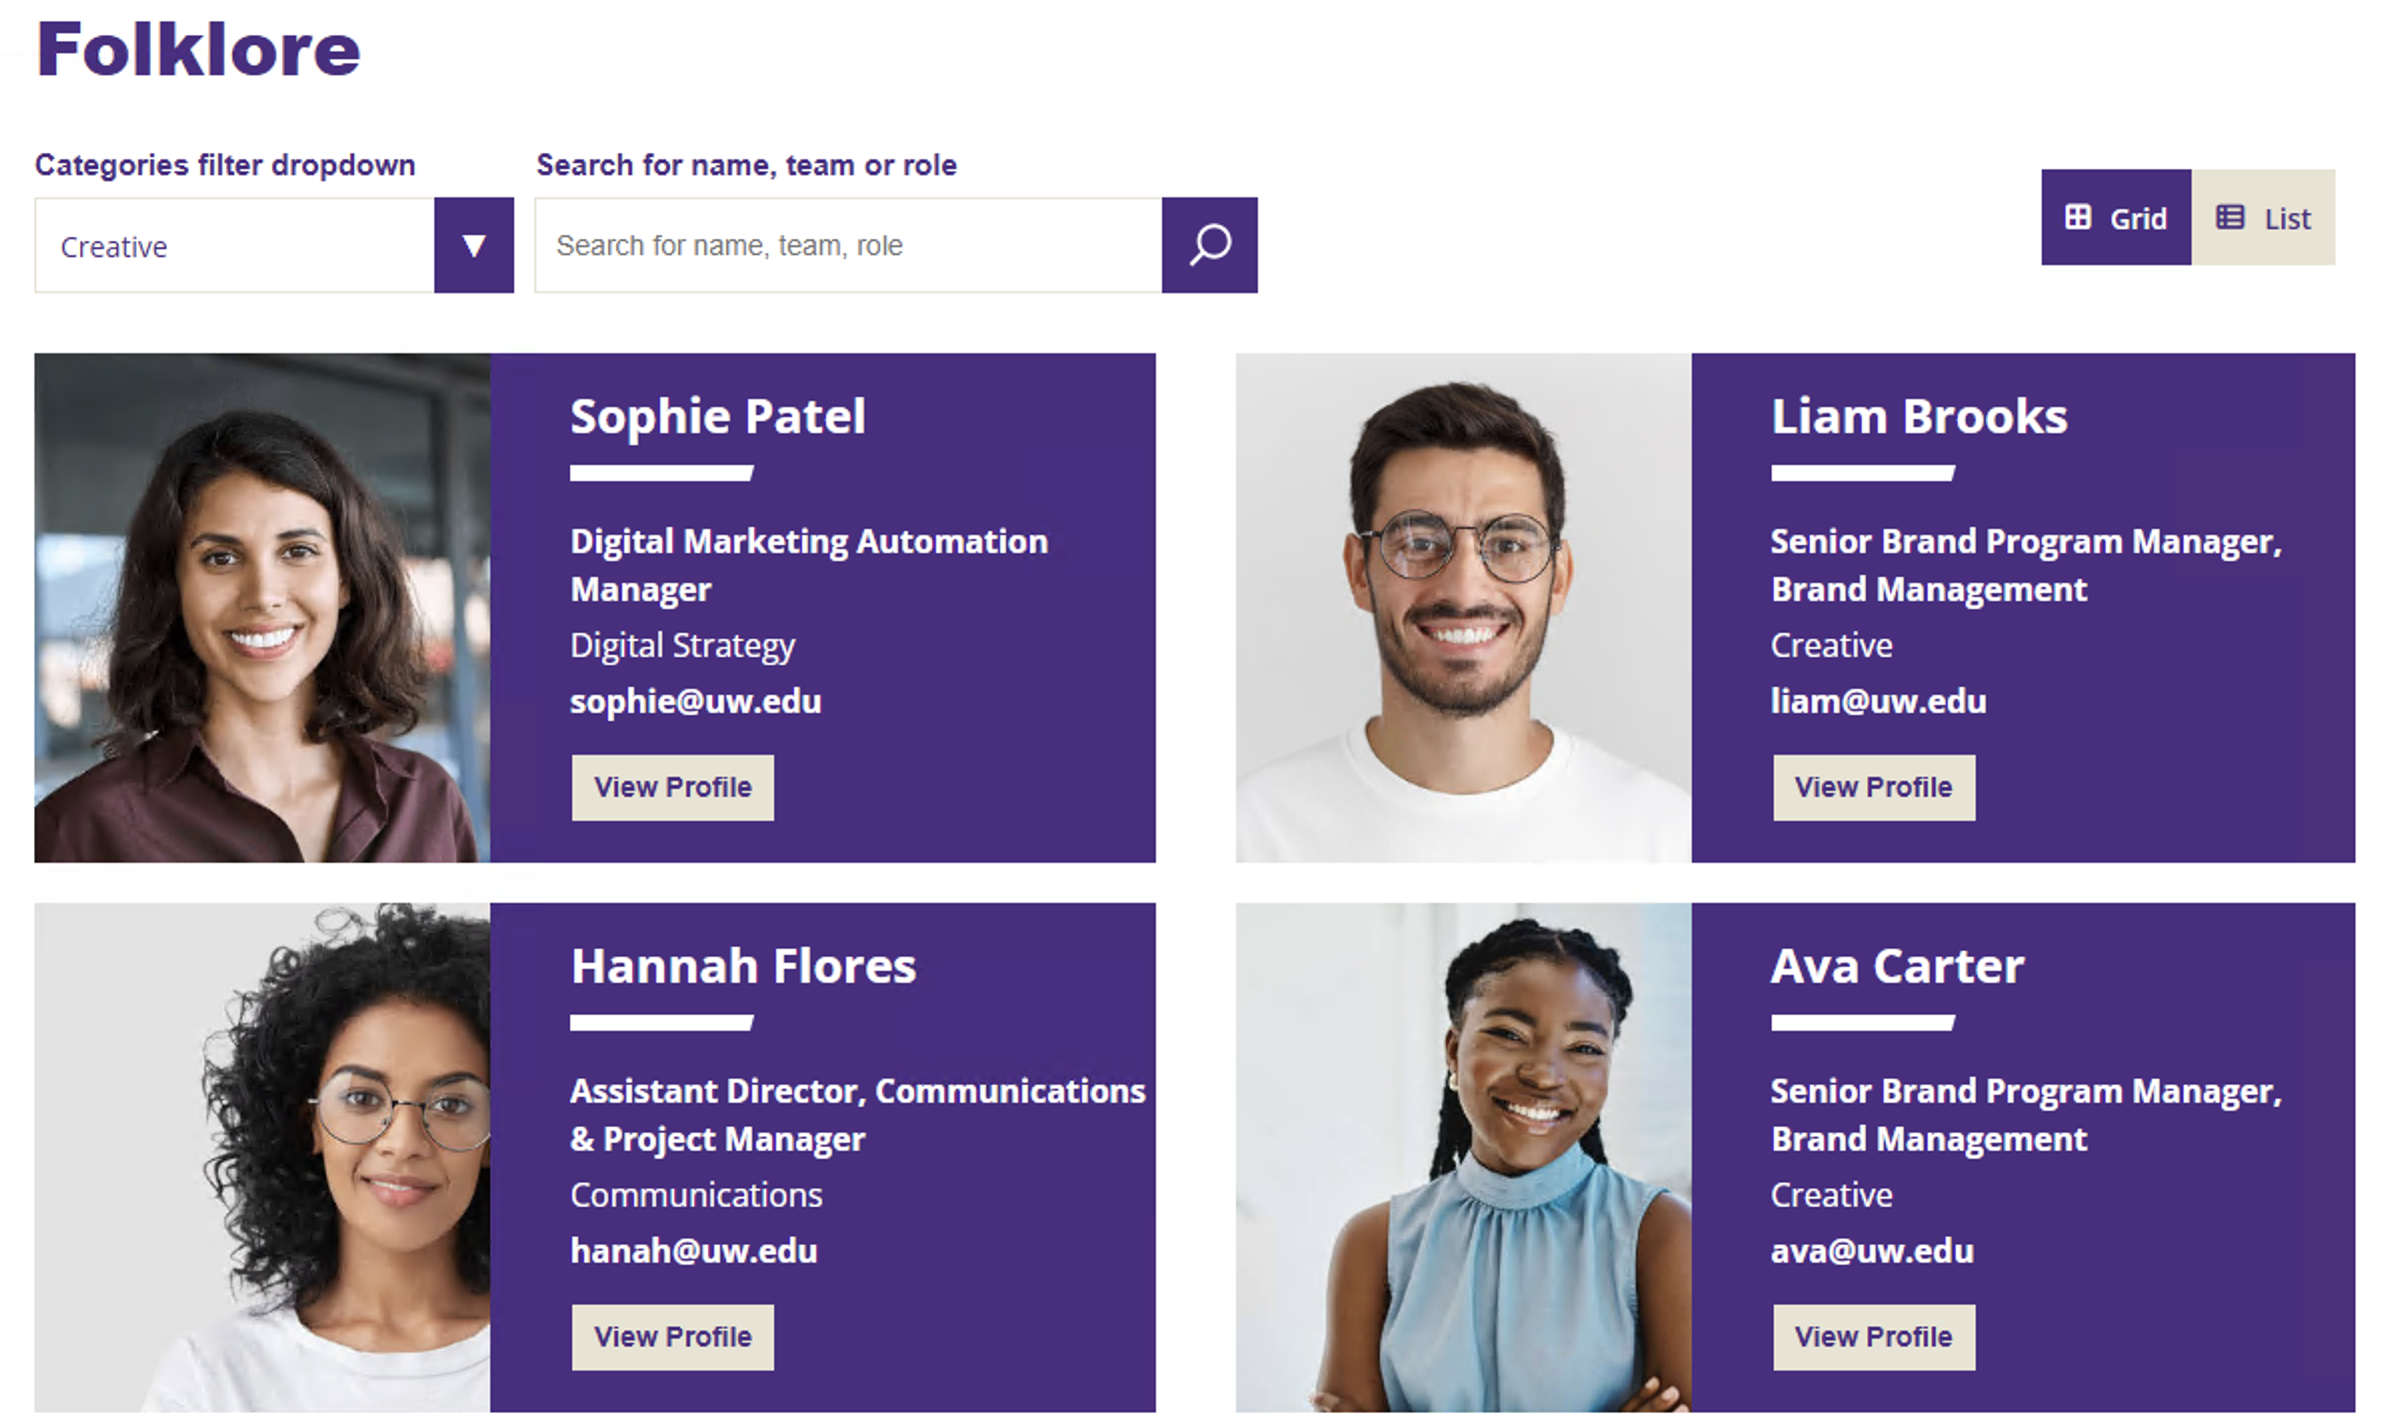 Folklore
Categories filter dropdown
Search for name, team or role
Creative
Search for name, team, role
Grid
List
Sophie Patel
Digital Marketing Automation
Manager
Digital Strategy
sophie@uw.edu
View Profile
Liam Brooks
Senior Brand Program Manager,
Brand Management
Creative
liam@uw.edu
View Profile
Hannah Flores
Assistant Director, Communications
& Project Manager
Communications
hanah@uw.edu
View Profile
Ava Carter
Senior Brand Program Manager,
Brand Management
Creative
ava@uw.edu
View Profile